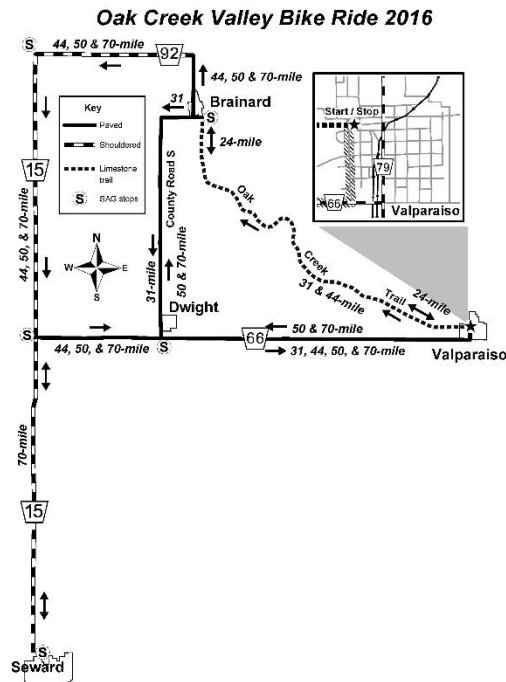 Oak Creek Valley Bike Ride 2016
S
44, 50 & 70-mile
92
44, 50 & 70-mile
31
Brainard
S
24-mile
Key
Paved
Shouldered
Limestone
trail
S
SAG stops
15
44, 50, & 70-mile
N
W
E
S
County Road S
31-mile
50 & 70-mile
Dwight
Oak
Creek
Trail
31 & 44-mile
24-mile
Start / Stop
79
66
Valparaiso
Valparaiso
S
44, 50, & 70-mile
S
66
50 & 70-mile
31, 44, 50, & 70-mile
70-mile
15
S
Seward